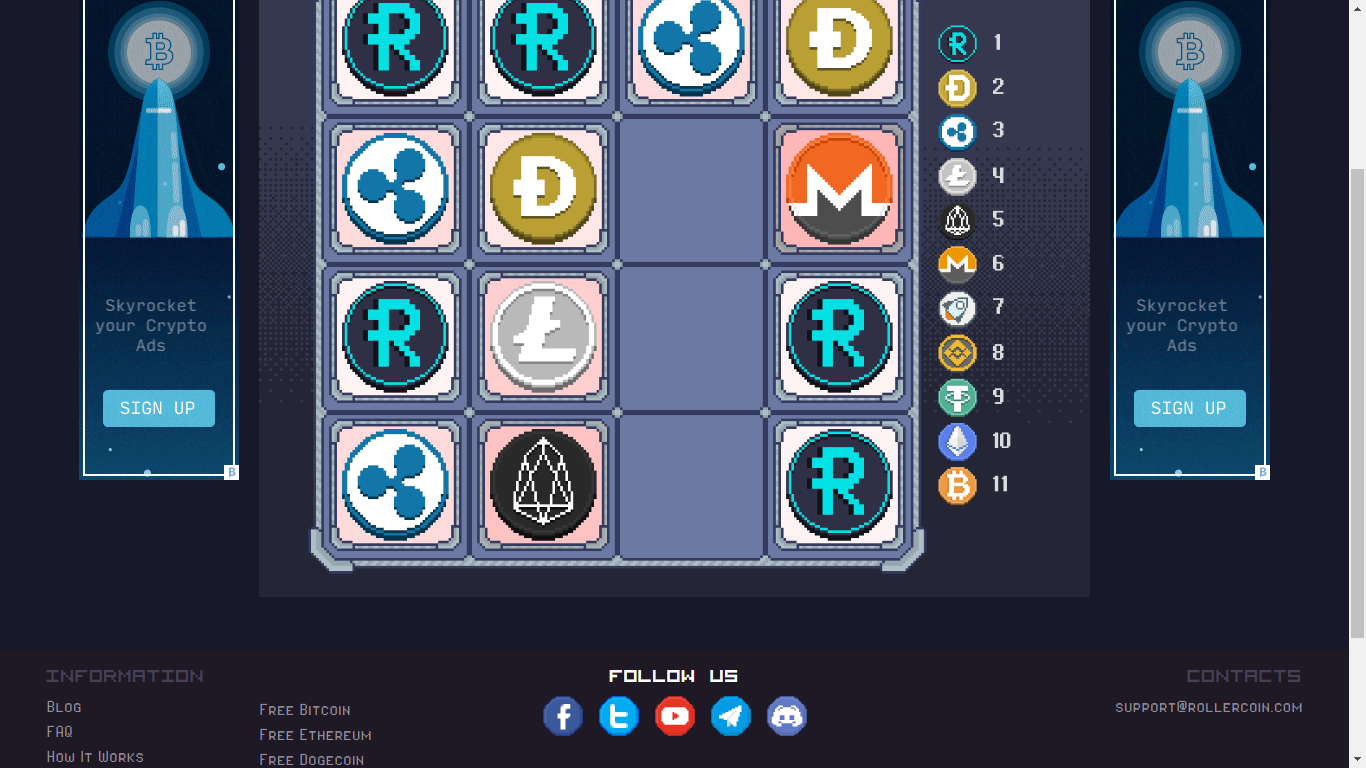 1
2
3
4
5
6
7
8
9
10
11
Skyrocket
your Crypto
Ads
SIGN UP
B
Skyrocket
your Crypto
Ads
SIGN UP
B
INFORMATION
Blog
FAQ
How It Works
Free Bitcoin
Free Ethereum
Free Dogecoin
FOLLOW US
CONTACTS
support@rollercoin.com